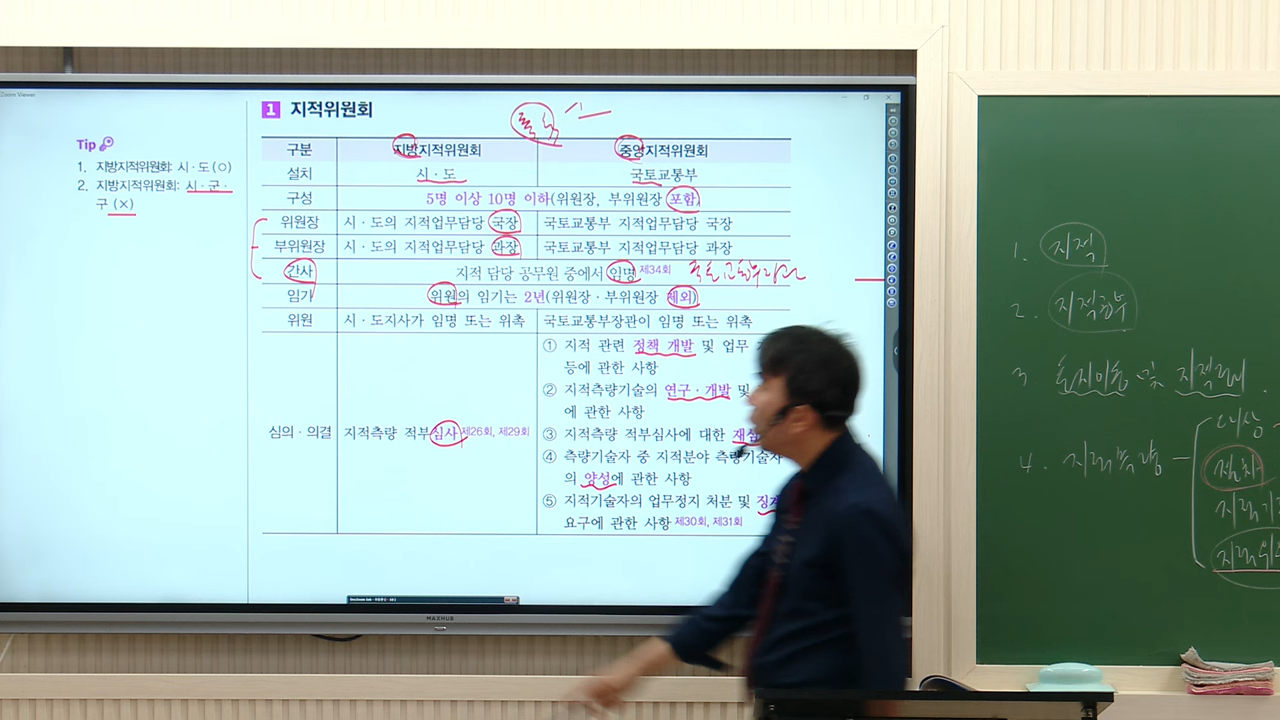 Zoom Viewer
1 지적위원회
Tip
1. 지방지적위원회: 시·도(○)
2. 지방지적위원회: 시·군·
구 (×)
구분 지방지적위원회 중앙지적위원회
설치 시·도 국토교통부
구성 5명 이상 10명 이하(위원장, 부위원장 포함)
위원장 시·도의 지적업무담당 국장 국토교통부 지적업무담당 국장
부위원장 시·도의 지적업무담당 과장 국토교통부 지적업무담당 과장
간사 지적 담당 공무원 중에서 임명 제34회
임기 위원의 임기는 2년(위원장·부위원장 제외)
위원 시·도지사가 임명 또는 위촉 국토교통부장관이 임명 또는 위촉
심의·의결 지적측량 적부심사 제26회, 제29회
① 지적 관련 정책 개발 및 업무
등에 관한 사항
② 지적측량기술의 연구·개발 및
에 관한 사항
③ 지적측량 적부심사에 대한
④ 측량기술자 중 지적분야 측량기술자
의 양성에 관한 사항
⑤ 지적기술자의 업무정지 처분 및
요구에 관한 사항 제30회, 제31회
MAXHUB
1. 지적
2. 지적공부
3 토지이동 및
4.